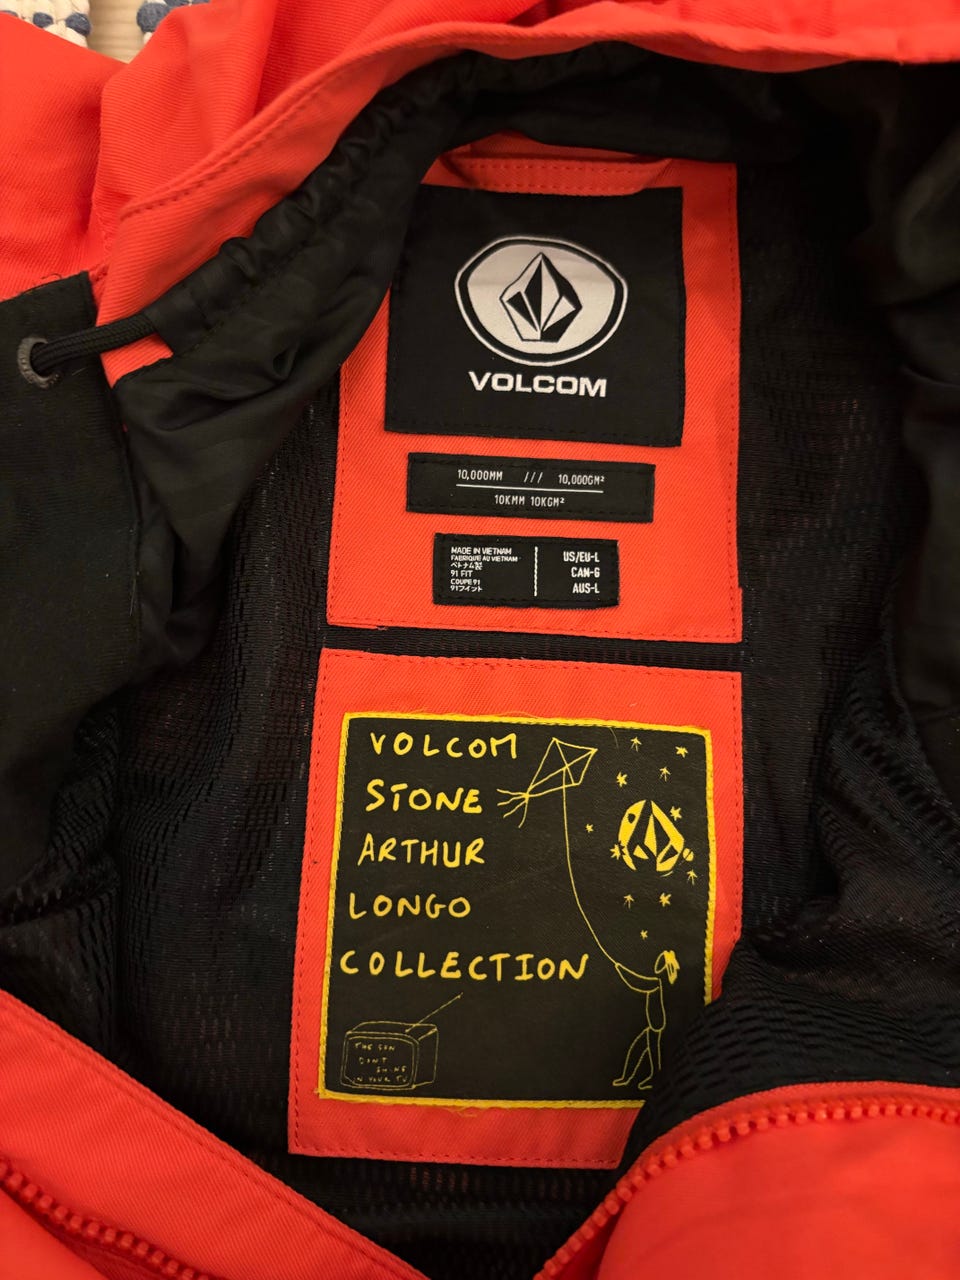 VOLCOM
10,000MM /// 10,000GM²
10KMM 10KGM²
MADE IN VIETNAM
FABRIQUÉ AU VIETNAM
ベトナム製
91 FIT
COUPE 91
91フィット
US/EU-L
CAN-G
AUS-L
VOLCOM
STONE
ARTHUR
LONGO
COLLECTION
THE SUN
DONT
SHINE
IN YOUR TV